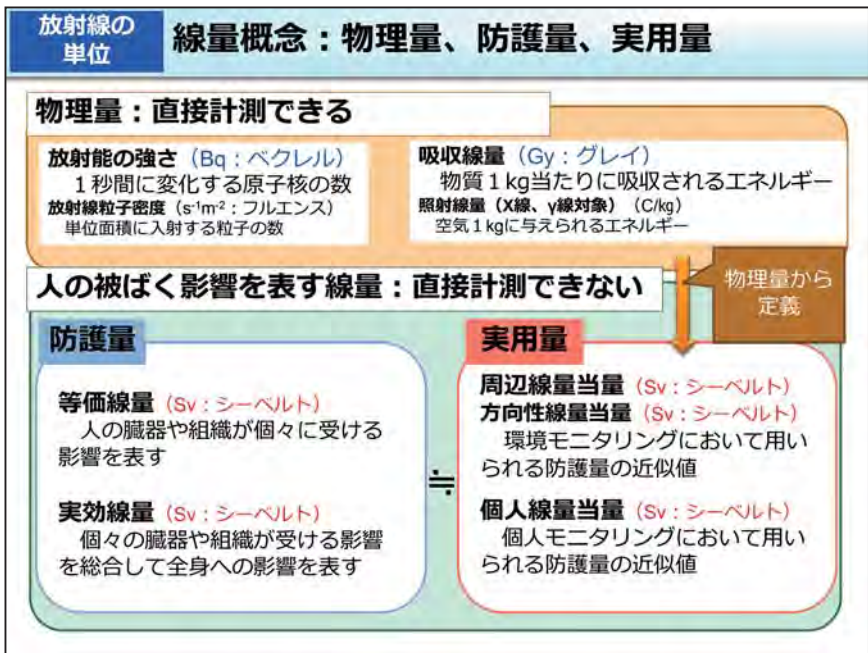 放射線の
単位
線量概念：物理量、防護量、実用量
物理量：直接計測できる
放射能の強さ（Bq：ベクレル）
１秒間に変化する原子核の数
放射線粒子密度（s⁻¹m⁻²：フルエンス）
単位面積に入射する粒子の数
吸収線量（Gy：グレイ）
物質１kg当たりに吸収されるエネルギー
照射線量（X線、γ線対象）（C/kg）
空気１kgに与えられるエネルギー
物理量から
定義
人の被ばく影響を表す線量：直接計測できない
防護量
等価線量（Sv：シーベルト）
人の臓器や組織が個々に受ける
影響を表す
実効線量（Sv：シーベルト）
個々の臓器や組織が受ける影響
を総合して全身への影響を表す
≒
実用量
周辺線量当量（Sv：シーベルト）
方向性線量当量（Sv：シーベルト）
環境モニタリングにおいて用い
られる防護量の近似値
個人線量当量（Sv：シーベルト）
個人モニタリングにおいて用い
られる防護量の近似値